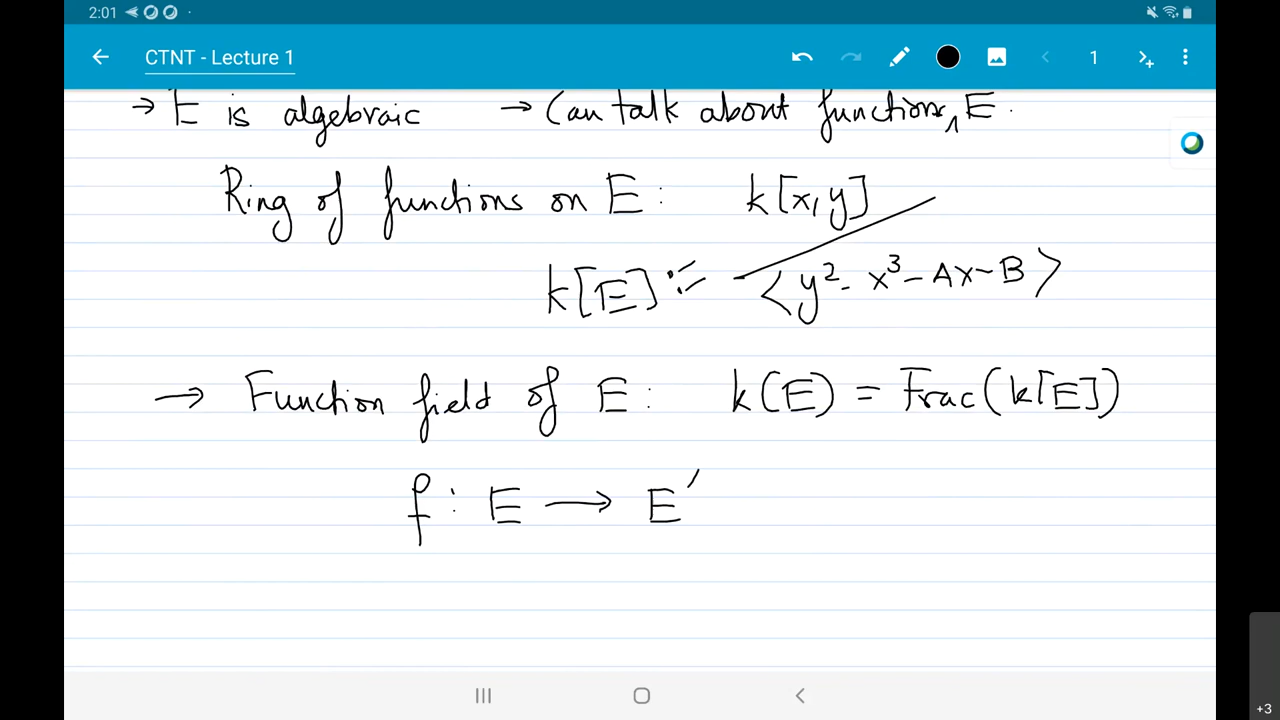 2:01
CTNT - Lecture 1
1
→ E is algebraic → Can talk about functions ∧ E.
Ring of functions on E: k[x,y]
k[E] := / <y² - x³ - Ax - B>
→ Function field of E: k(E) = Frac(k[E])
f: E → E'
+3